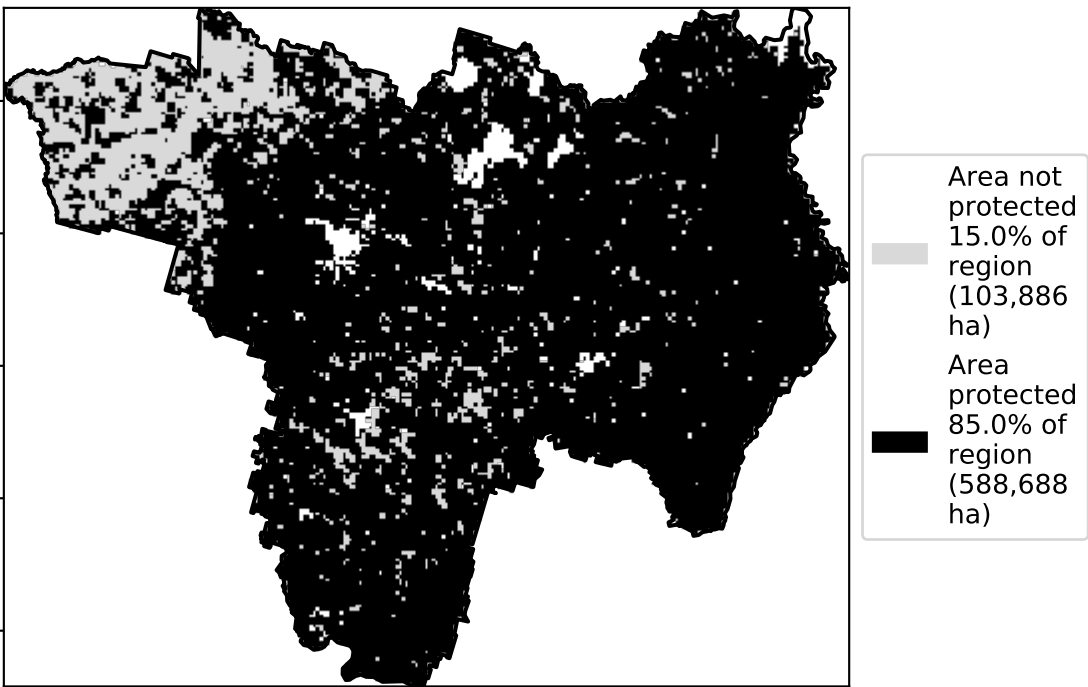 Area not
protected
15.0% of
region
(103,886
ha)
Area
protected
85.0% of
region
(588,688
ha)